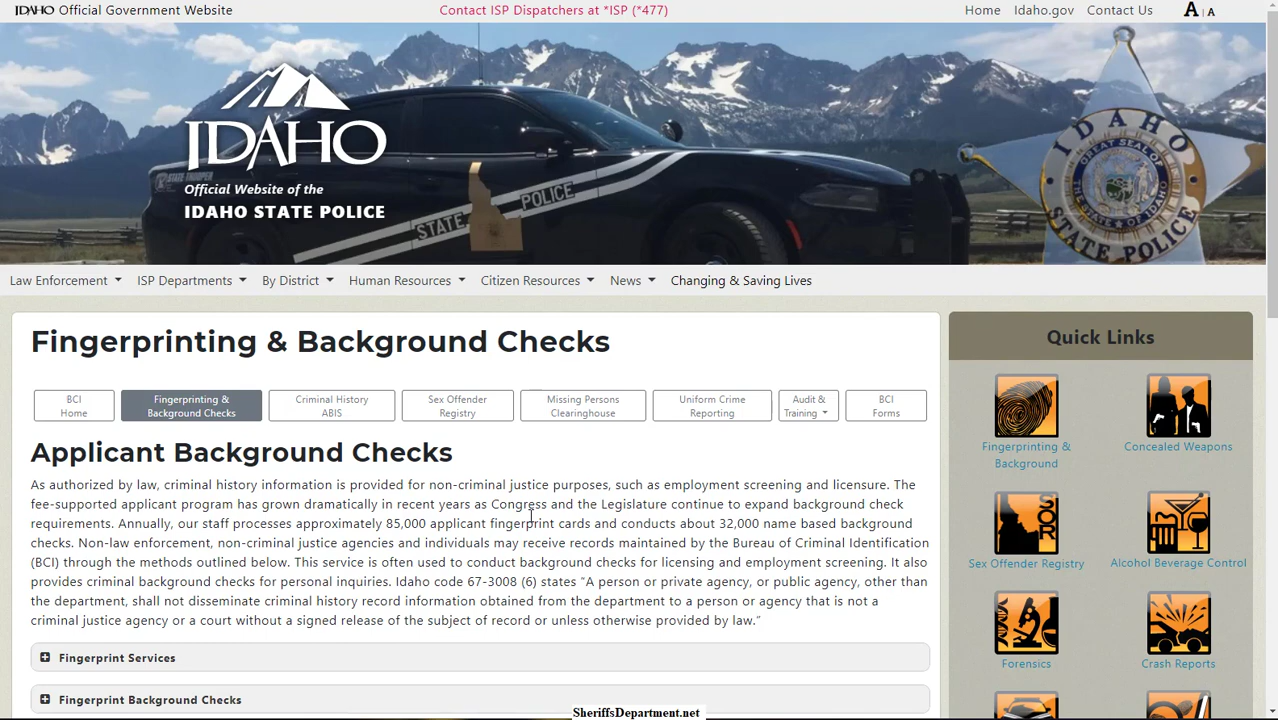 IDAHO Official Government Website
Contact ISP Dispatchers at *ISP (*477)
Home Idaho.gov Contact Us A | A
IDAHO
Official Website of the
IDAHO STATE POLICE
STATE TROOPER
STATE POLICE
IDAHO
GREAT SEAL OF
THE STATE OF IDAHO
STATE POLICE
Law Enforcement ISP Departments By District Human Resources Citizen Resources News Changing & Saving Lives
Fingerprinting & Background Checks
BCI
Home
Fingerprinting &
Background Checks
Criminal History
ABIS
Sex Offender
Registry
Missing Persons
Clearinghouse
Uniform Crime
Reporting
Audit &
Training
BCI
Forms
Applicant Background Checks
As authorized by law, criminal history information is provided for non-criminal justice purposes, such as employment screening and licensure. The
fee-supported applicant program has grown dramatically in recent years as Congress and the Legislature continue to expand background check
requirements. Annually, our staff processes approximately 85,000 applicant fingerprint cards and conducts about 32,000 name based background
checks. Non-law enforcement, non-criminal justice agencies and individuals may receive records maintained by the Bureau of Criminal Identification
(BCI) through the methods outlined below. This service is often used to conduct background checks for licensing and employment screening. It also
provides criminal background checks for personal inquiries. Idaho code 67-3008 (6) states “A person or private agency, or public agency, other than
the department, shall not disseminate criminal history record information obtained from the department to a person or agency that is not a
criminal justice agency or a court without a signed release of the subject of record or unless otherwise provided by law.”
Fingerprint Services
Fingerprint Background Checks
Quick Links
Fingerprinting &
Background
Concealed Weapons
SOR
Sex Offender Registry
Alcohol Beverage Control
Forensics
Crash Reports
SheriffsDepartment.net